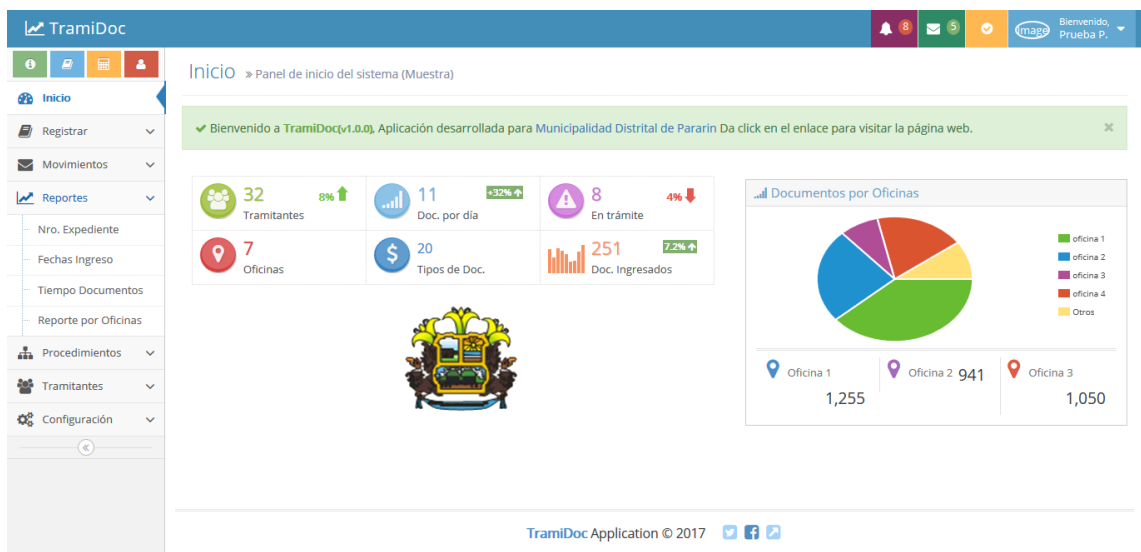 TramiDoc
8
5
image
Bienvenido,
Prueba P.
Inicio
Registrar
Movimientos
Reportes
Nro. Expediente
Fechas Ingreso
Tiempo Documentos
Reporte por Oficinas
Procedimientos
Tramitantes
Configuración
Inicio » Panel de inicio del sistema (Muestra)
Bienvenido a TramiDoc(v1.0.0), Aplicación desarrollada para Municipalidad Distrital de Pararin Da click en el enlace para visitar la página web.
32 8%
Tramitantes
11 +32%
Doc. por día
8 4%
En trámite
7
Oficinas
20
Tipos de Doc.
251 7.2%
Doc. Ingresados
Documentos por Oficinas
oficina 1
oficina 2
oficina 3
oficina 4
Otros
Oficina 1
1,255
Oficina 2 941
Oficina 3
1,050
TramiDoc Application © 2017